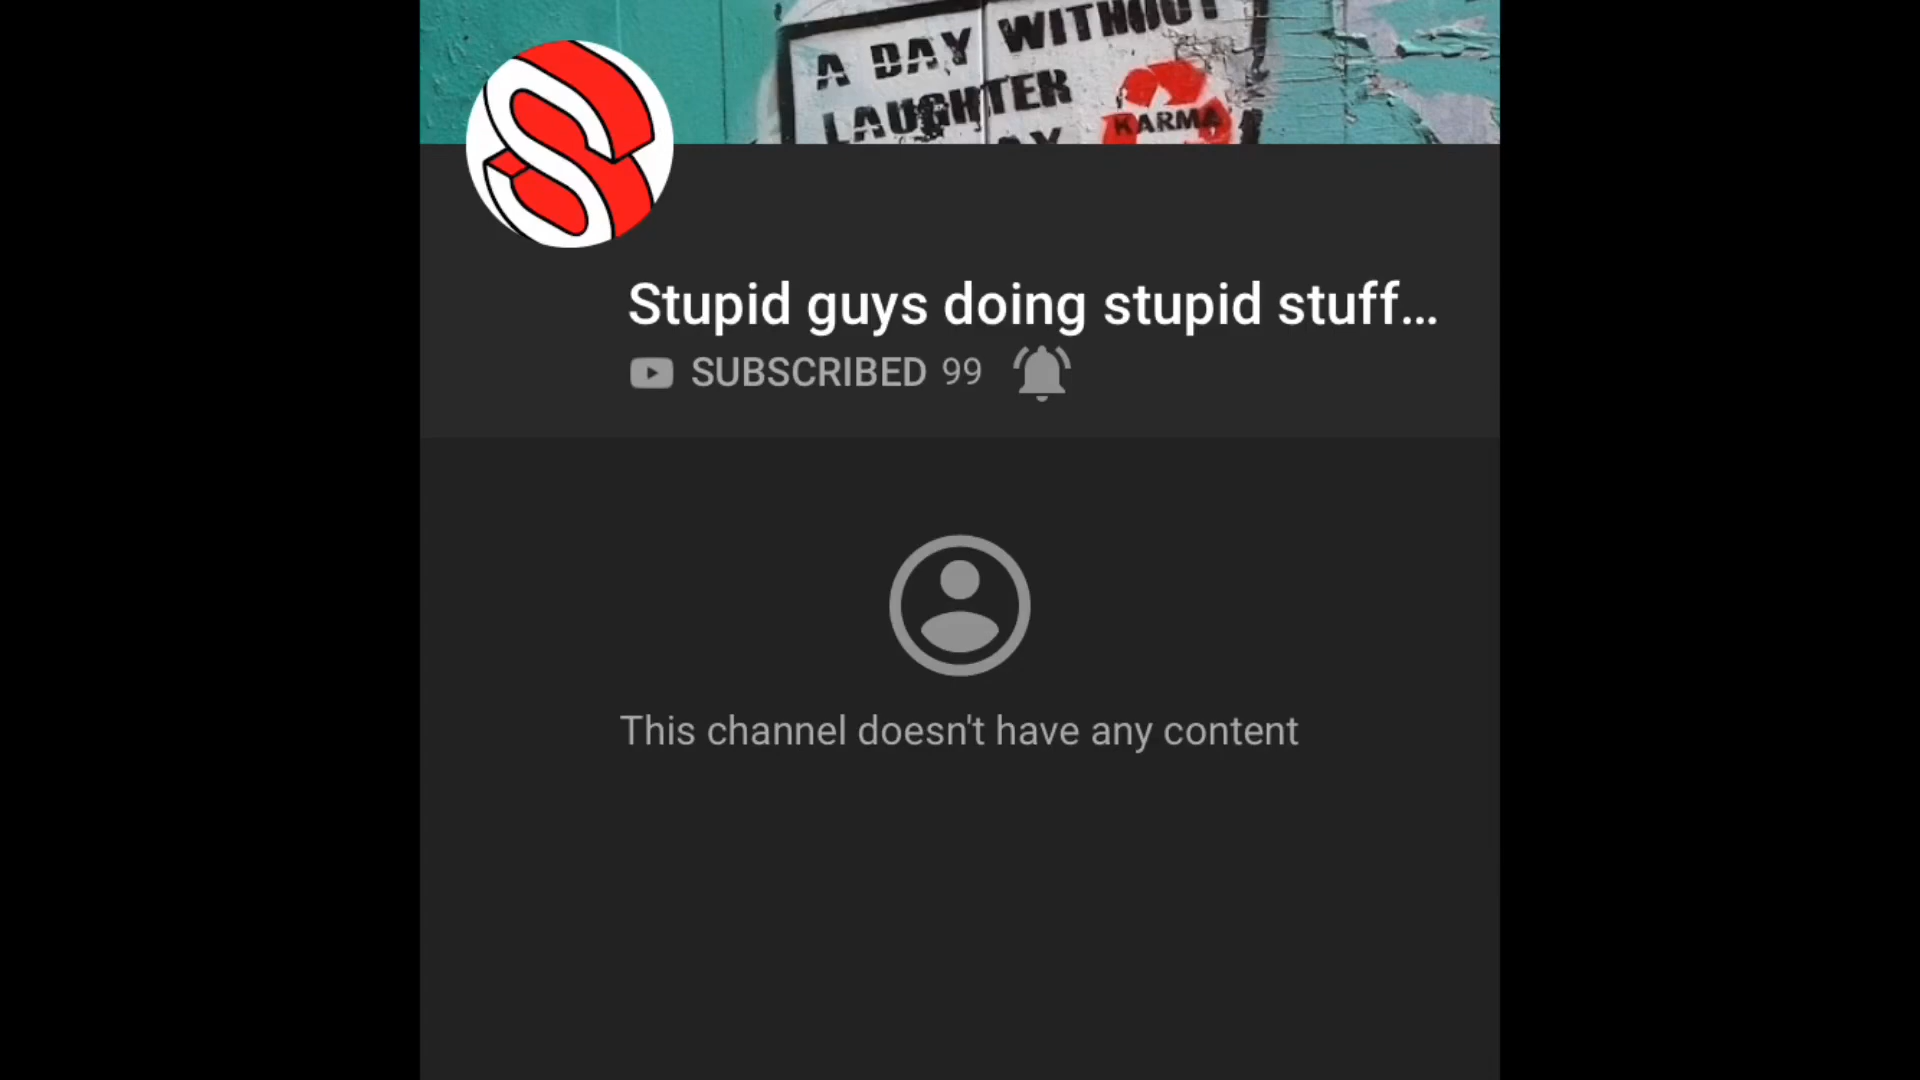 A DAY WITHOUT
LAUGHTER
KARMA
Stupid guys doing stupid stuff...
SUBSCRIBED 99
This channel doesn't have any content